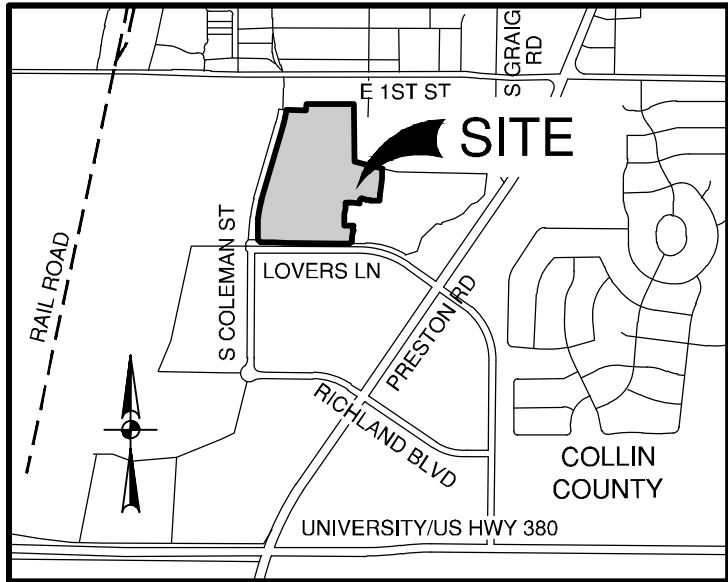 S CRAIG
RD
E 1ST ST
SITE
S COLEMAN ST
LOVERS LN
RAIL ROAD
PRESTON RD
RICHLAND BLVD
COLLIN
COUNTY
UNIVERSITY/US HWY 380